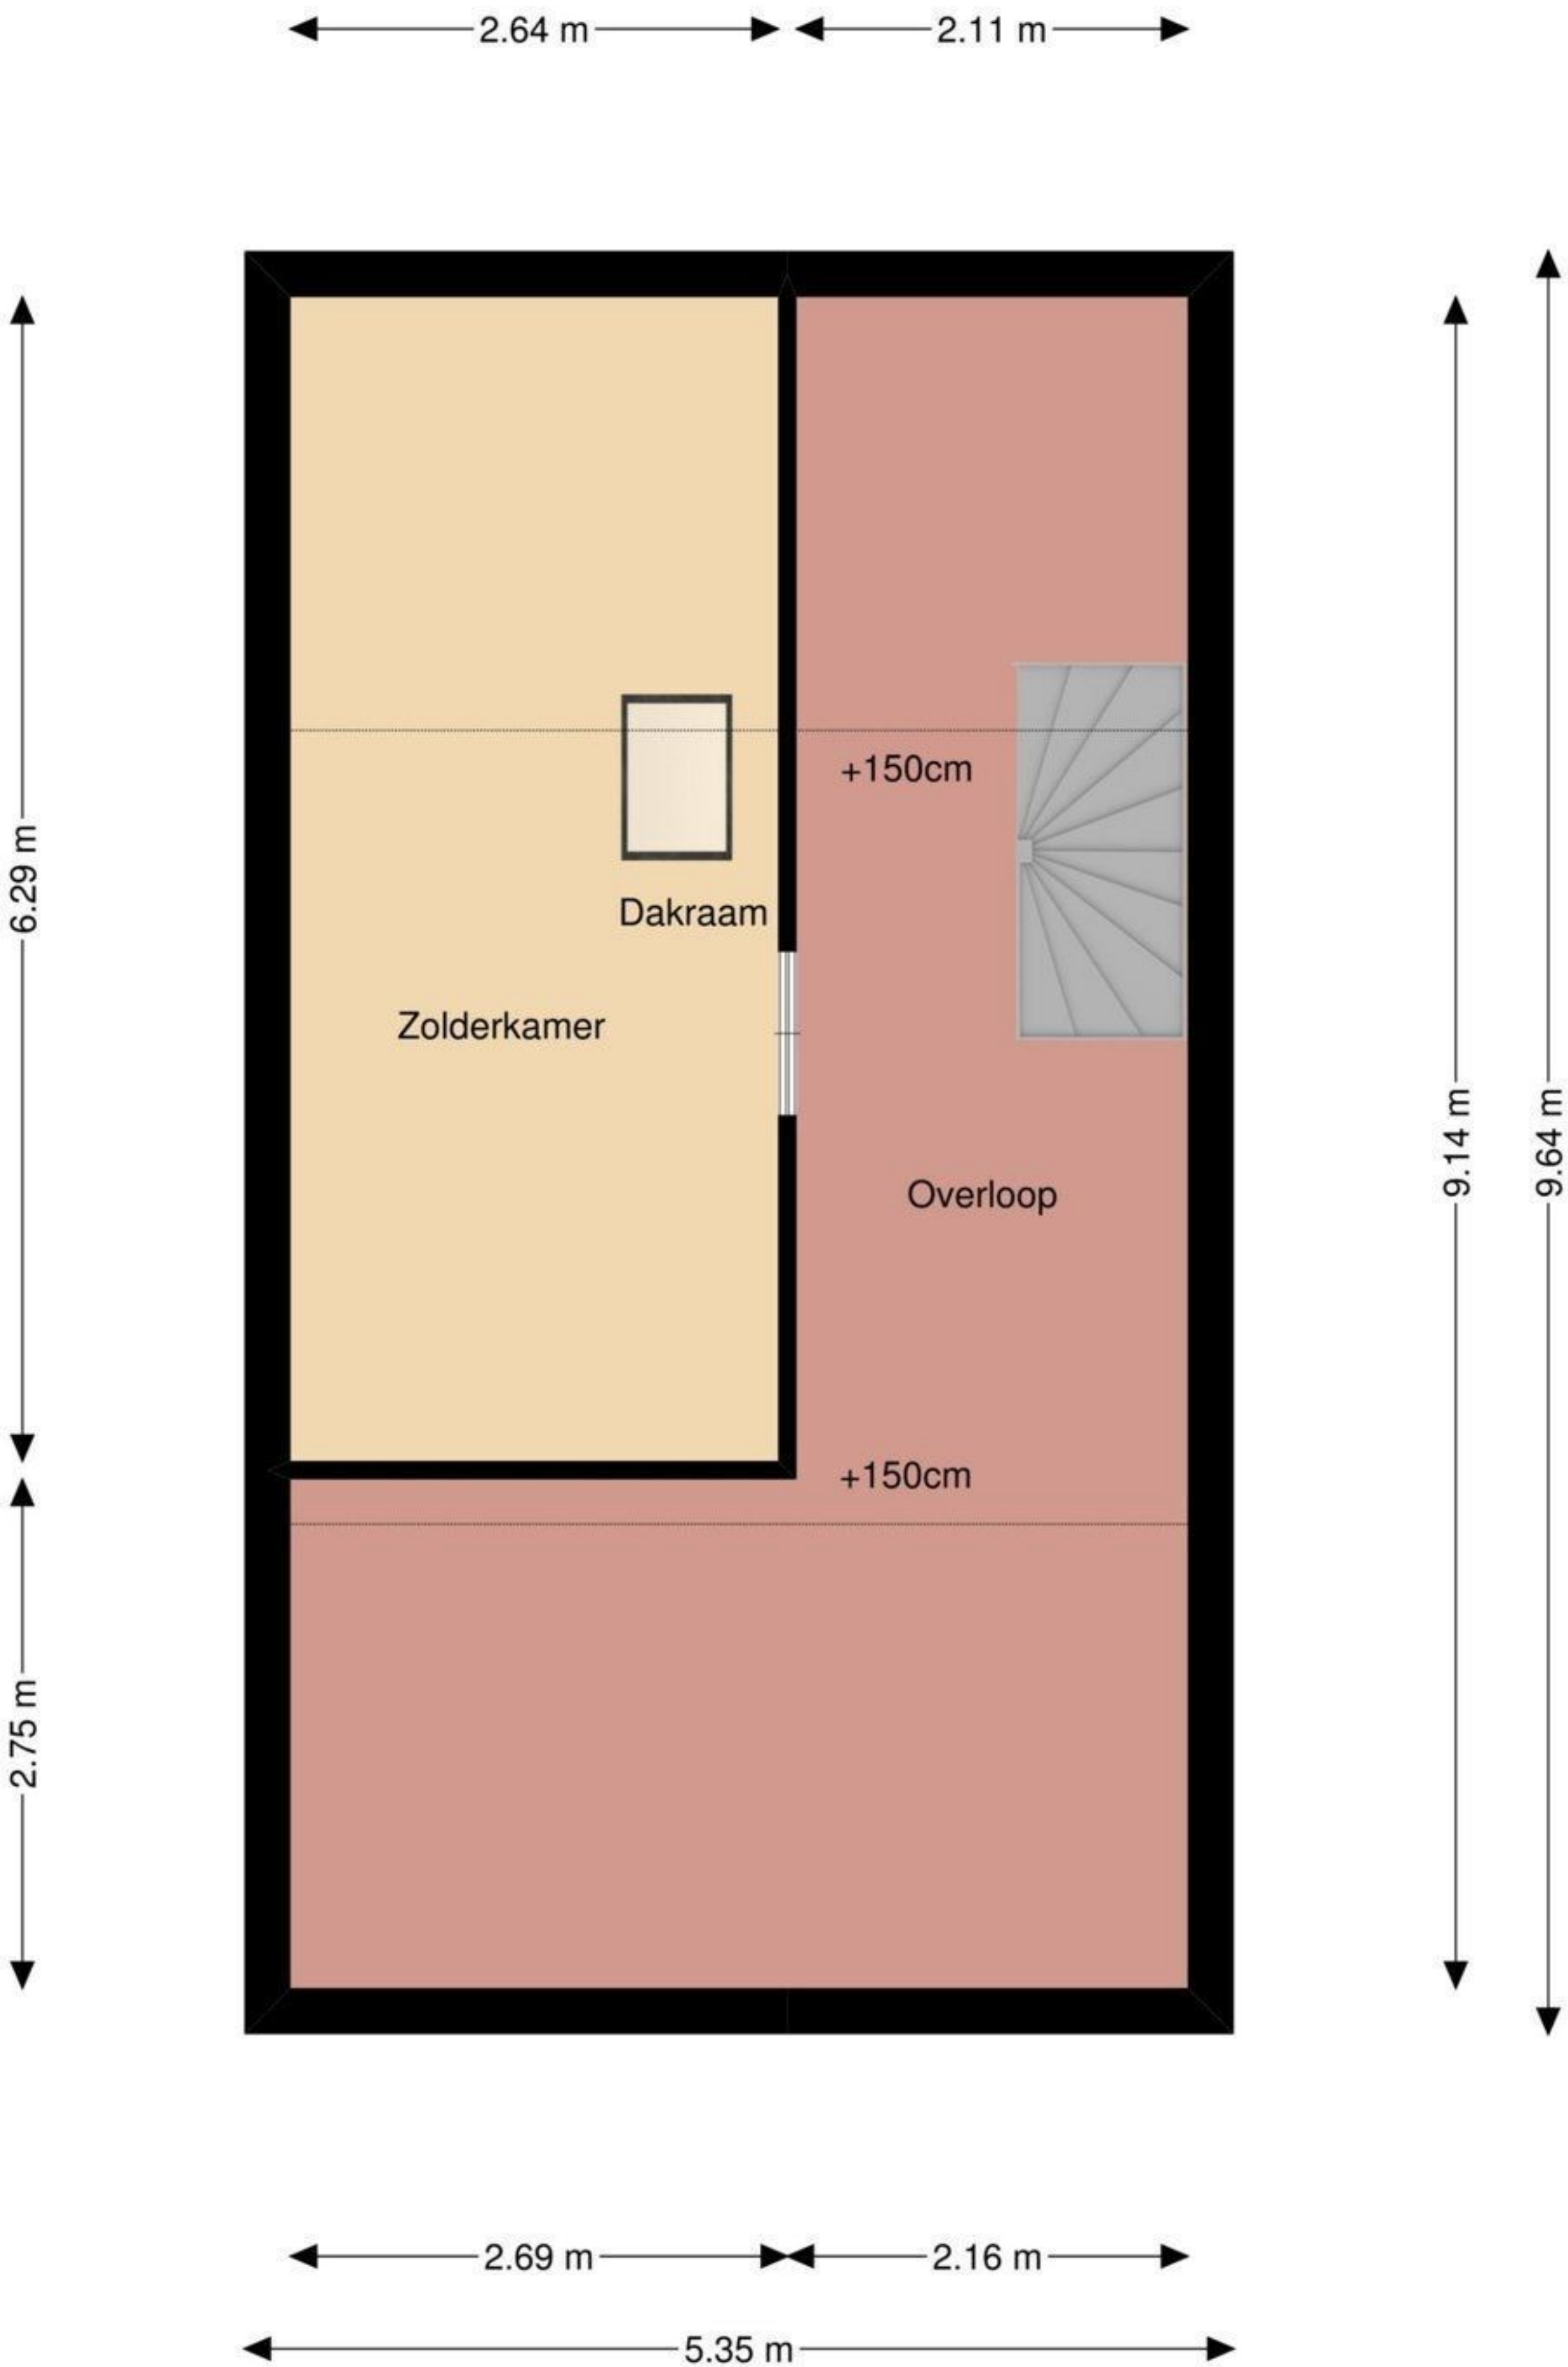 2.64 m
2.11 m
+150cm
6.29 m
Dakraam
Zolderkamer
9.14 m
9.64 m
Overloop
+150cm
2.75 m
2.69 m
2.16 m
5.35 m